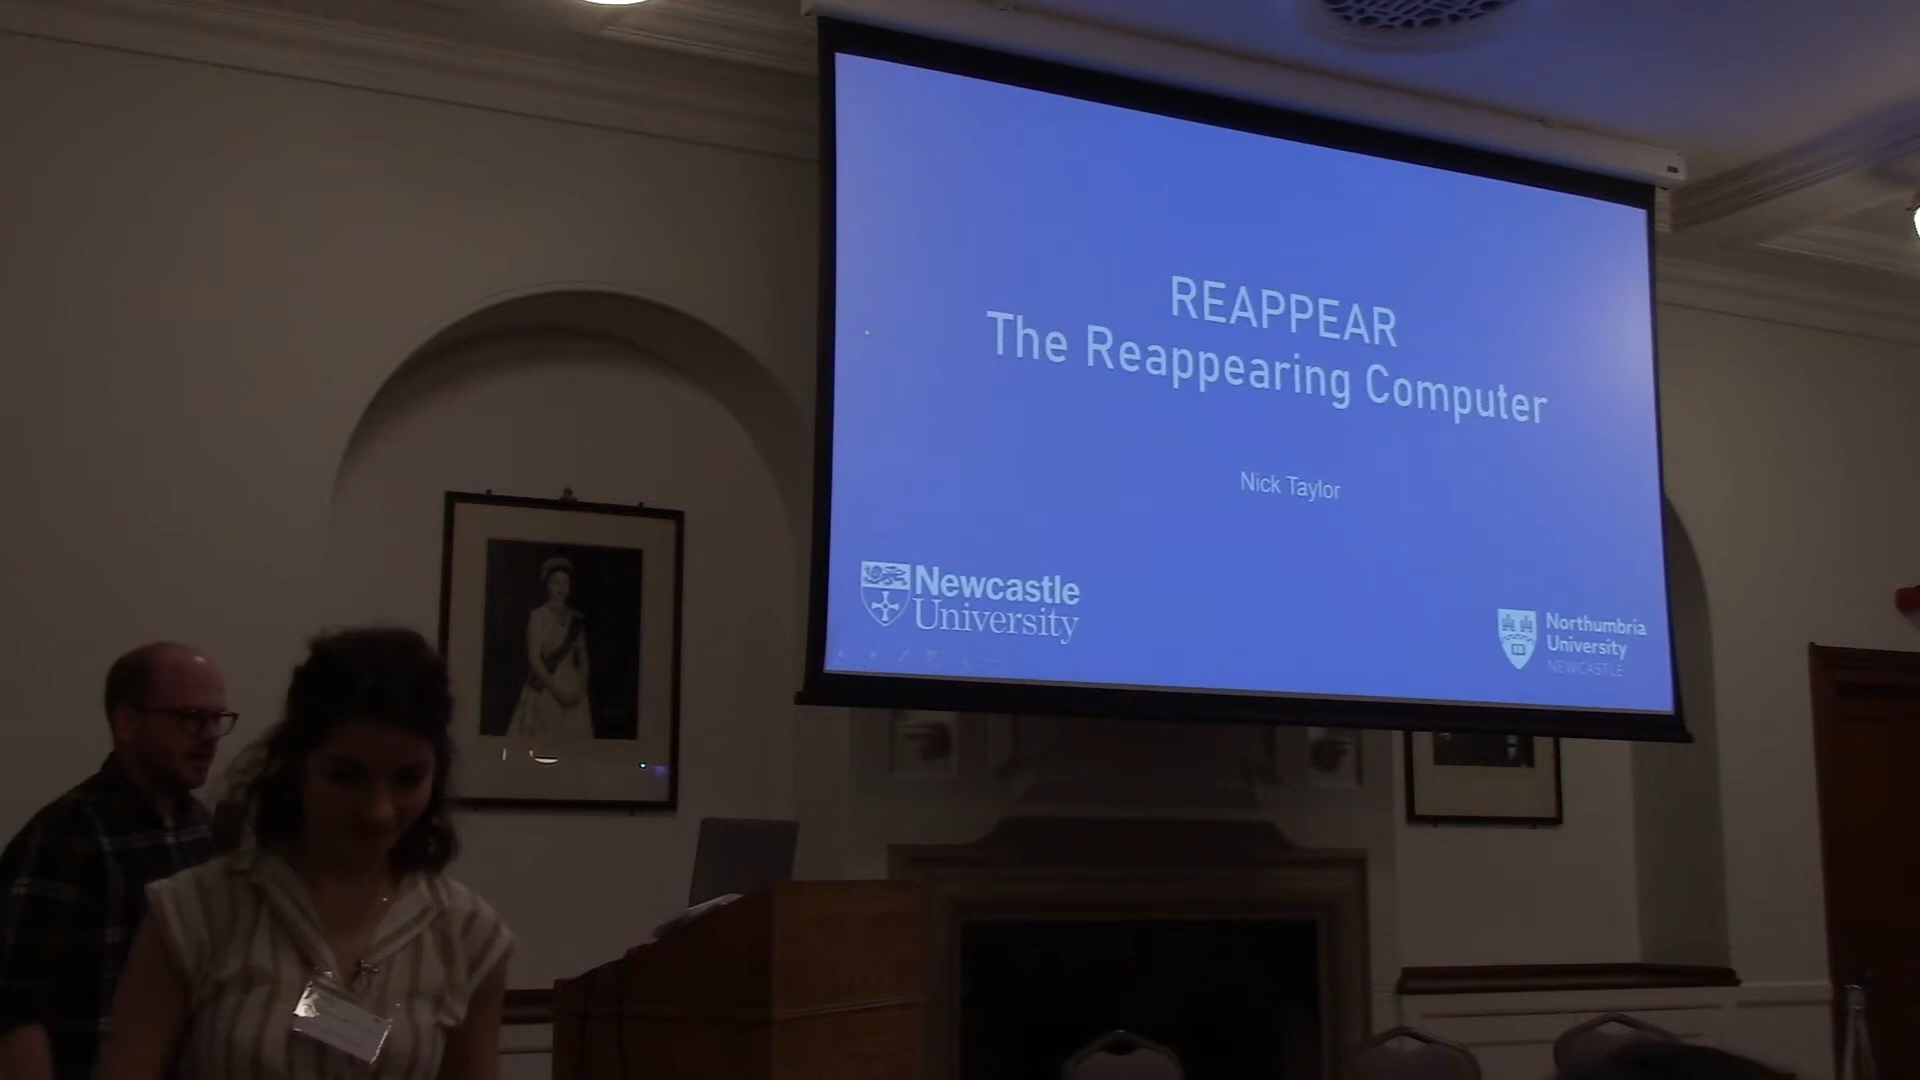 REAPPEAR
The Reappearing Computer
Nick Taylor
Newcastle
University
Northumbria
University
NEWCASTLE